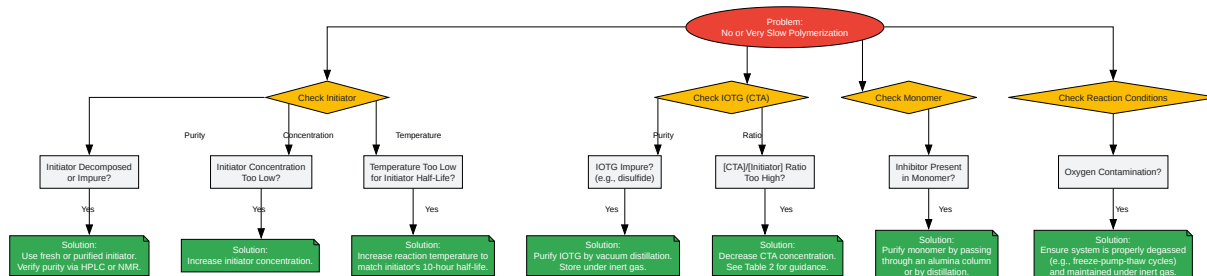 Problem:
No or Very Slow Polymerization
Check Initiator
Check IOTG (CTA)
Check Monomer
Check Reaction Conditions
Purity
Concentration
Temperature
Purity
Ratio
Initiator Decomposed
or Impure?
Initiator Concentration
Too Low?
Temperature Too Low
for Initiator Half-Life?
IOTG Impure?
(e.g., disulfide)
[CTA]/[Initiator] Ratio
Too High?
Inhibitor Present
in Monomer?
Oxygen Contamination?
Yes
Yes
Yes
Yes
Yes
Yes
Yes
Solution:
Use fresh or purified initiator.
Verify purity via HPLC or NMR.
Solution:
Increase initiator concentration.
Solution:
Increase reaction temperature to
match initiator's 10-hour half-life.
Solution:
Purify IOTG by vacuum distillation.
Store under inert gas.
Solution:
Decrease CTA concentration.
See Table 2 for guidance.
Solution:
Purify monomer by passing
through an alumina column
or by distillation.
Solution:
Ensure system is properly degassed
(e.g., freeze-pump-thaw cycles)
and maintained under inert gas.